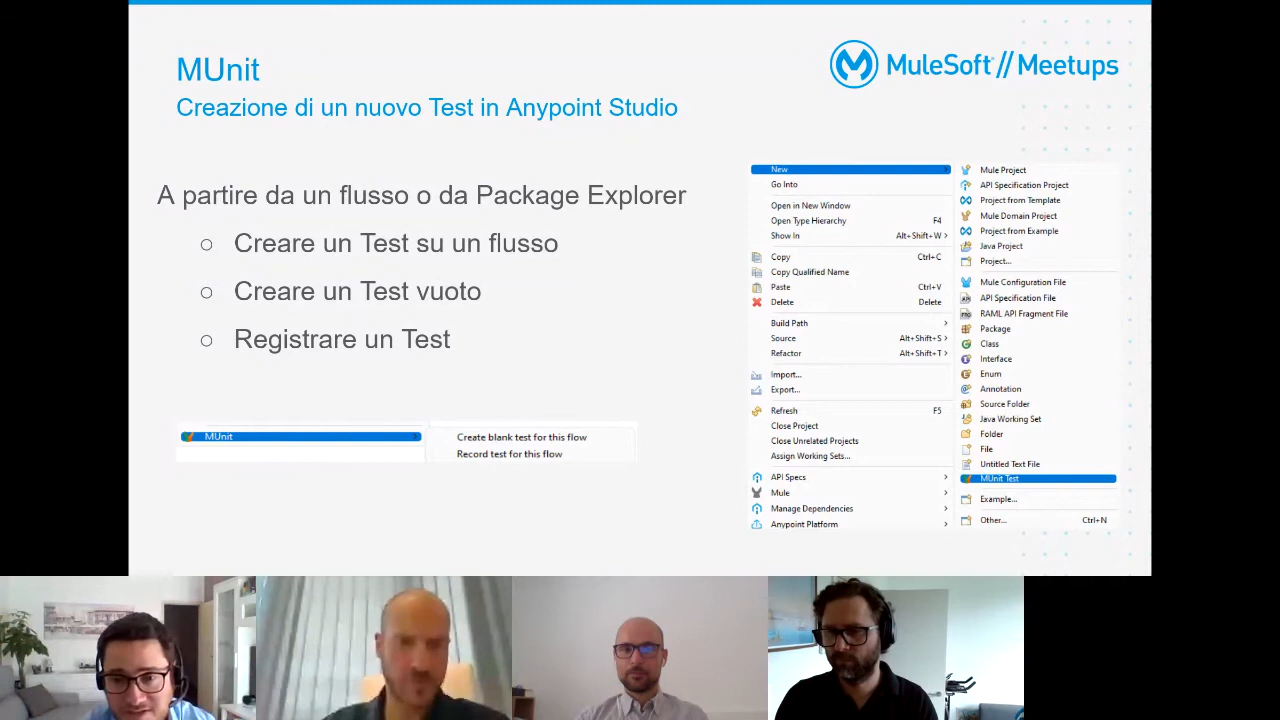 MUnit
Creazione di un nuovo Test in Anypoint Studio
MuleSoft // Meetups
A partire da un flusso o da Package Explorer
Creare un Test su un flusso
Creare un Test vuoto
Registrare un Test
MUnit
Create blank test for this flow
Record test for this flow
New
Go Into
Open in New Window
Open Type Hierarchy F4
Show In Alt+Shift+W
Copy Ctrl+C
Copy Qualified Name
Paste Ctrl+V
Delete Delete
Build Path
Source Alt+Shift+S
Refactor Alt+Shift+T
Import...
Export...
Refresh F5
Close Project
Close Unrelated Projects
Assign Working Sets...
API Specs
Mule
Manage Dependencies
Anypoint Platform
Mule Project
API Specification Project
Project from Template
Mule Domain Project
Project from Example
Java Project
Project...
Mule Configuration File
API Specification File
RAML API Fragment File
Package
Class
Interface
Enum
Annotation
Source Folder
Java Working Set
Folder
File
Untitled Text File
MUnit Test
Example...
Other... Ctrl+N